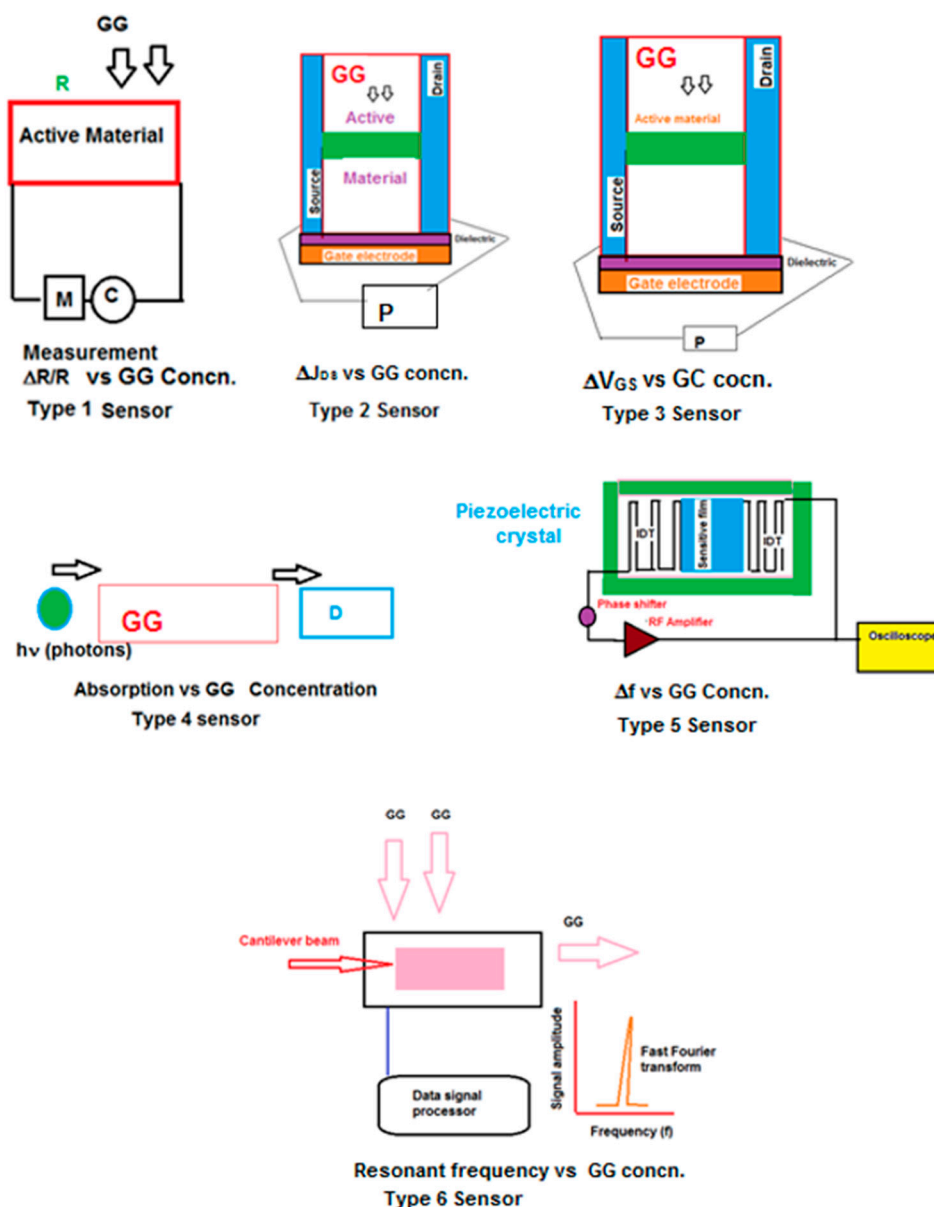 GG
R
Active Material
M
C
Measurement
ΔR/R vs GG Concn.
Type 1 Sensor
GG
Active
Material
Source
Drain
Dielectric
Gate electrode
P
ΔJDS vs GG concn.
Type 2 Sensor
GG
Active material
Source
Drain
Dielectric
Gate electrode
P
ΔVGS vs GC cocn.
Type 3 Sensor
GG
D
hν (photons)
Absorption vs GG Concentration
Type 4 sensor
Piezoelectric
crystal
IDT
Sensitive film
IDT
Phase shifter
RF Amplifier
Oscilloscope
Δf vs GG Concn.
Type 5 Sensor
GG GG
Cantilever beam
GG
Data signal
processor
Signal amplitude
Fast Fourier
transform
Frequency (f)
Resonant frequency vs GG concn.
Type 6 Sensor